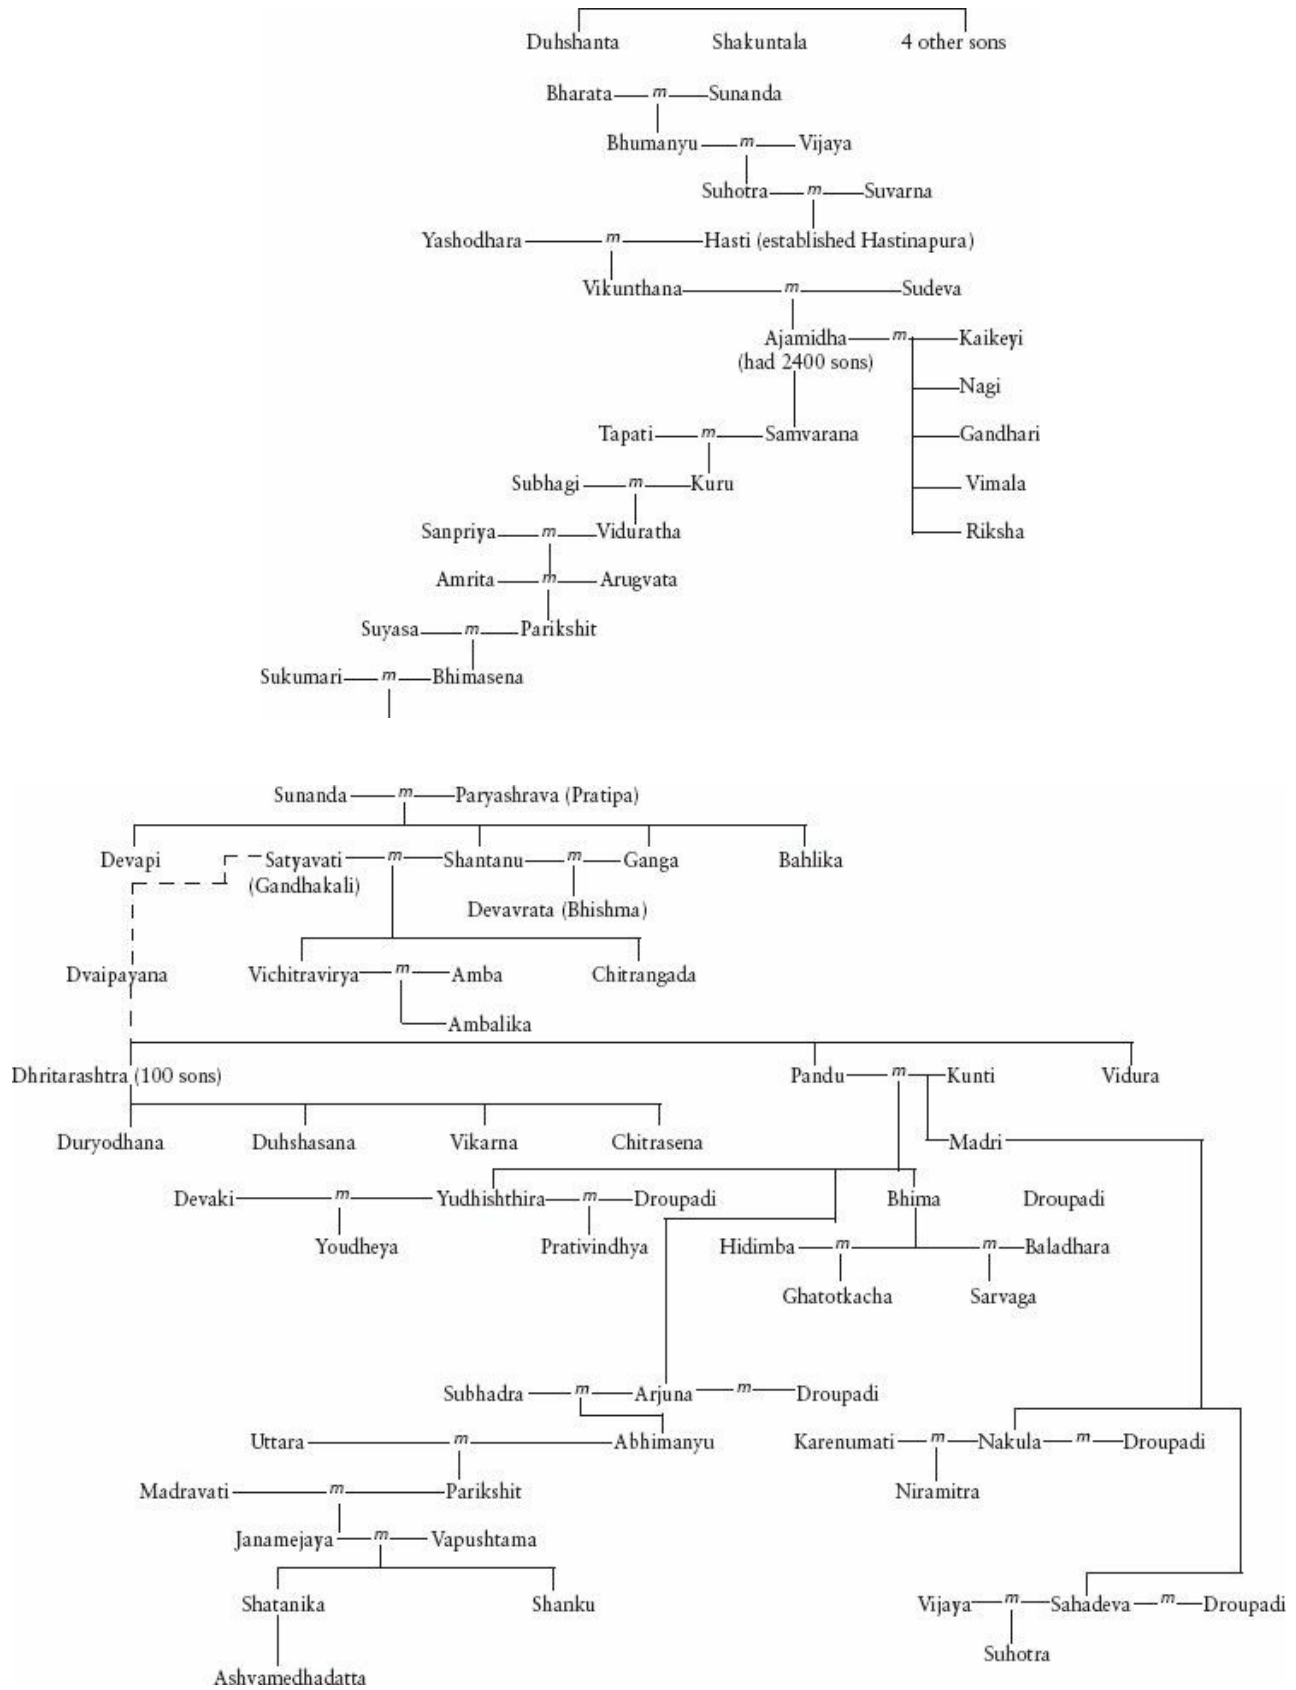 Duhshanta Shakuntala 4 other sons
Bharata m Sunanda
Bhumanyu m Vijaya
Suhotra m Suvarna
Yashodhara m Hasti (established Hastinapura)
Vikunthana m Sudeva
Ajamidha m Kaikeyi
(had 2400 sons)
Nagi
Tapati m Samvarana Gandhari
Subhagi m Kuru Vimala
Sanpriya m Viduratha Riksha
Amrita m Arugvata
Suyasa m Parikshit
Sukumari m Bhimasena
Sunanda m Paryashrava (Pratipa)
Devapi Satyavati m Shantanu m Ganga Bahlika
(Gandhakali)
Devavrata (Bhishma)
Dvaipayana Vichitravirya m Amba Chitrangada
Ambalika
Dhritarashtra (100 sons) Pandu m Kunti Vidura
Duryodhana Duhshasana Vikarna Chitrasena Madri
Devaki m Yudhishthira m Droupadi Bhima Droupadi
Youdheya Prativindhya Hidimba m m Baladhara
Ghatotkacha Sarvaga
Subhadra m Arjuna m Droupadi
Uttara m Abhimanyu Karenumati m Nakula m Droupadi
Madravati m Parikshit Niramitra
Janamejaya m Vapushtama
Shatanika Shanku Vijaya m Sahadeva m Droupadi
Suhotra
Ashvamedhadatta